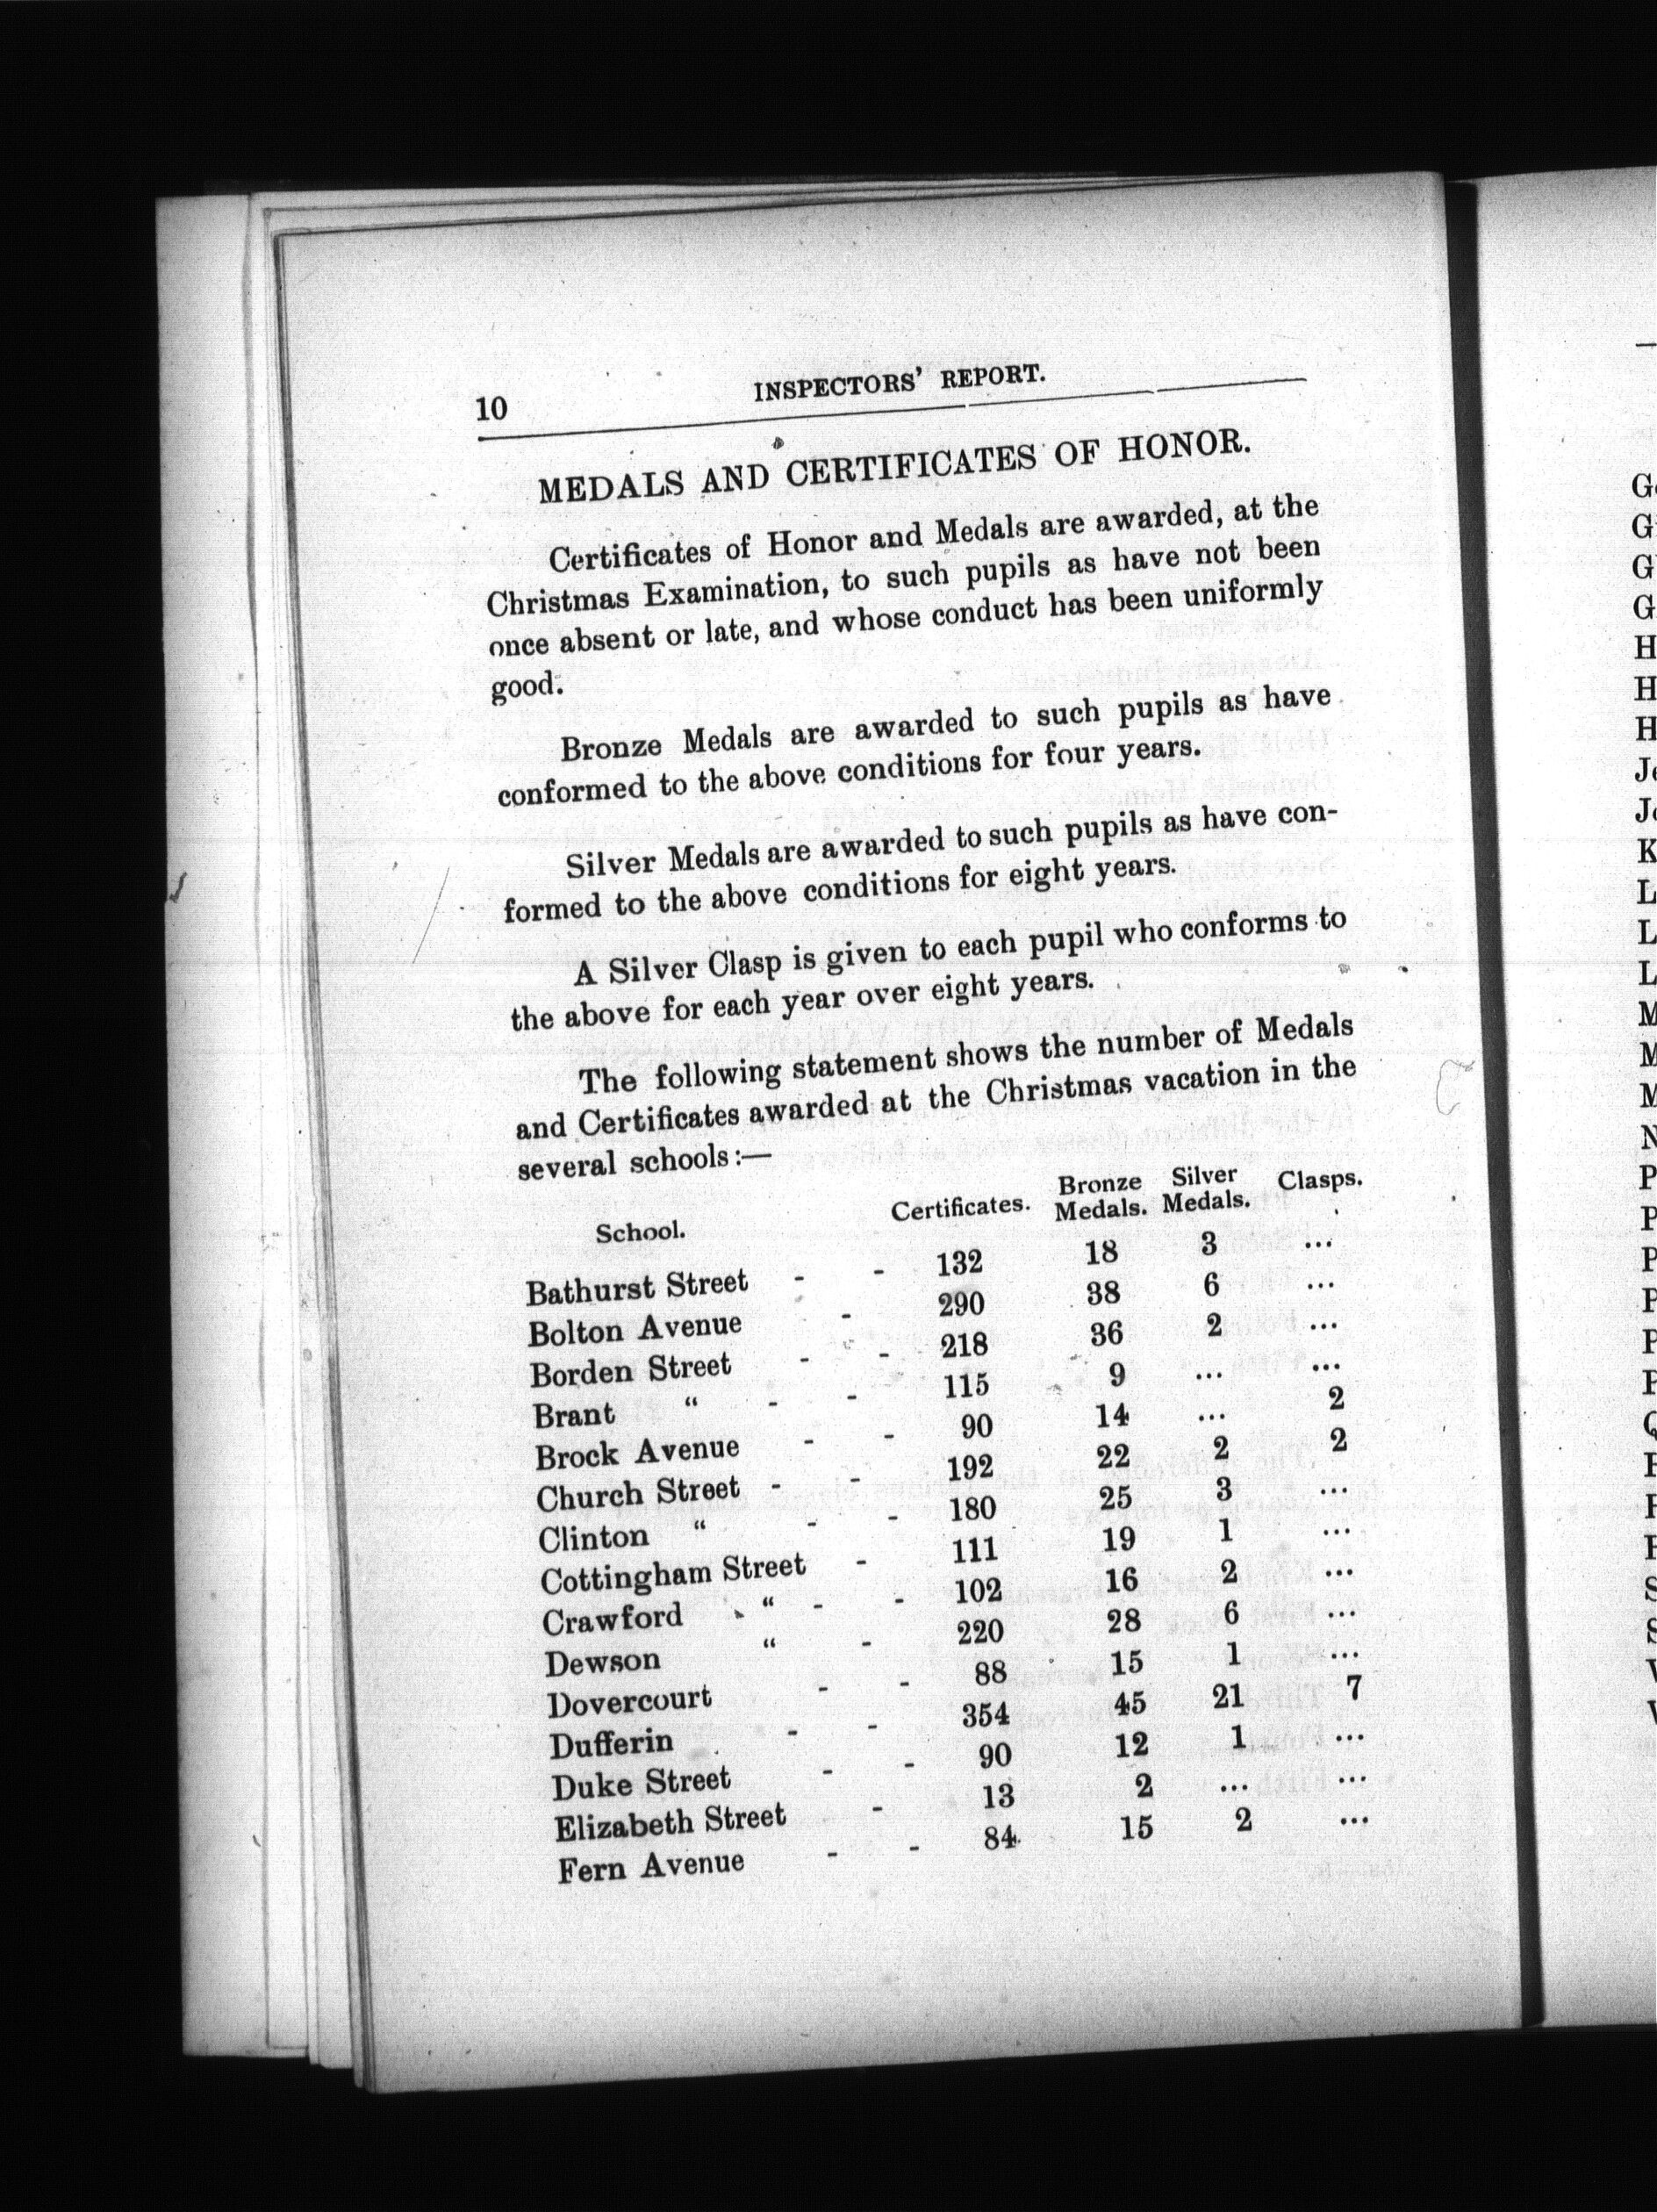 10 INSPECTORS' REPORT.
MEDALS AND CERTIFICATES OF HONOR.
Certificates of Honor and Medals are awarded, at the
Christmas Examination, to such pupils as have not been
once absent or late, and whose conduct has been uniformly
good.
Bronze Medals are awarded to such pupils as have
conformed to the above conditions for four years.
Silver Medals are awarded to such pupils as have con-
formed to the above conditions for eight years.
A Silver Clasp is given to each pupil who conforms to
the above for each year over eight years.
The following statement shows the number of Medals
and Certificates awarded at the Christmas vacation in the
several schools:—
School. Certificates. Bronze Medals. Silver Medals. Clasps.
Bathurst Street - - 132 18 3 ...
Bolton Avenue - 290 38 6 ...
Borden Street - - 218 36 2 ...
Brant " - - 115 9 ... ...
Brock Avenue - - 90 14 ... 2
Church Street - - 192 22 2 2
Clinton " - - 180 25 3 ...
Cottingham Street - 111 19 1 ...
Crawford " - - 102 16 2 ...
Dewson " - 220 28 6 ...
Dovercourt - - 88 15 1 ...
Dufferin - - 354 45 21 7
Duke Street - - 90 12 1 ...
Elizabeth Street - 13 2 ... ...
Fern Avenue - - 84 15 2 ...